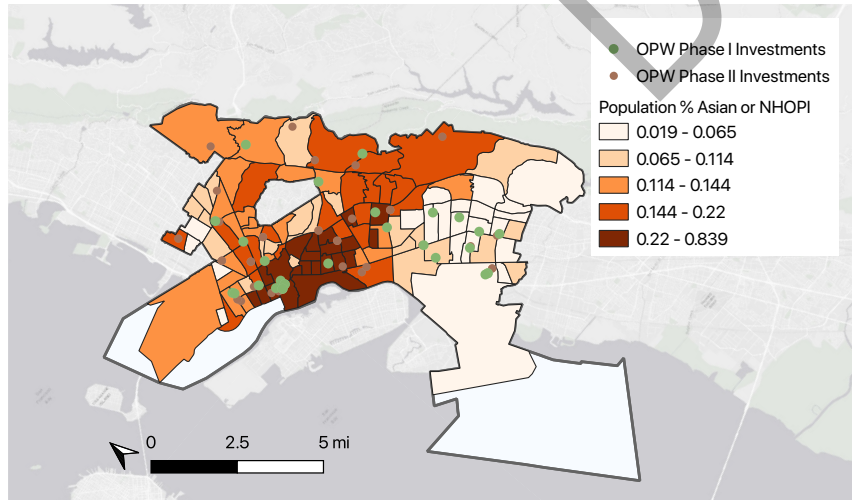 OPW Phase I Investments
OPW Phase II Investments
Population % Asian or NHOPI
0.019 - 0.065
0.065 - 0.114
0.114 - 0.144
0.144 - 0.22
0.22 - 0.839
0 2.5 5 mi